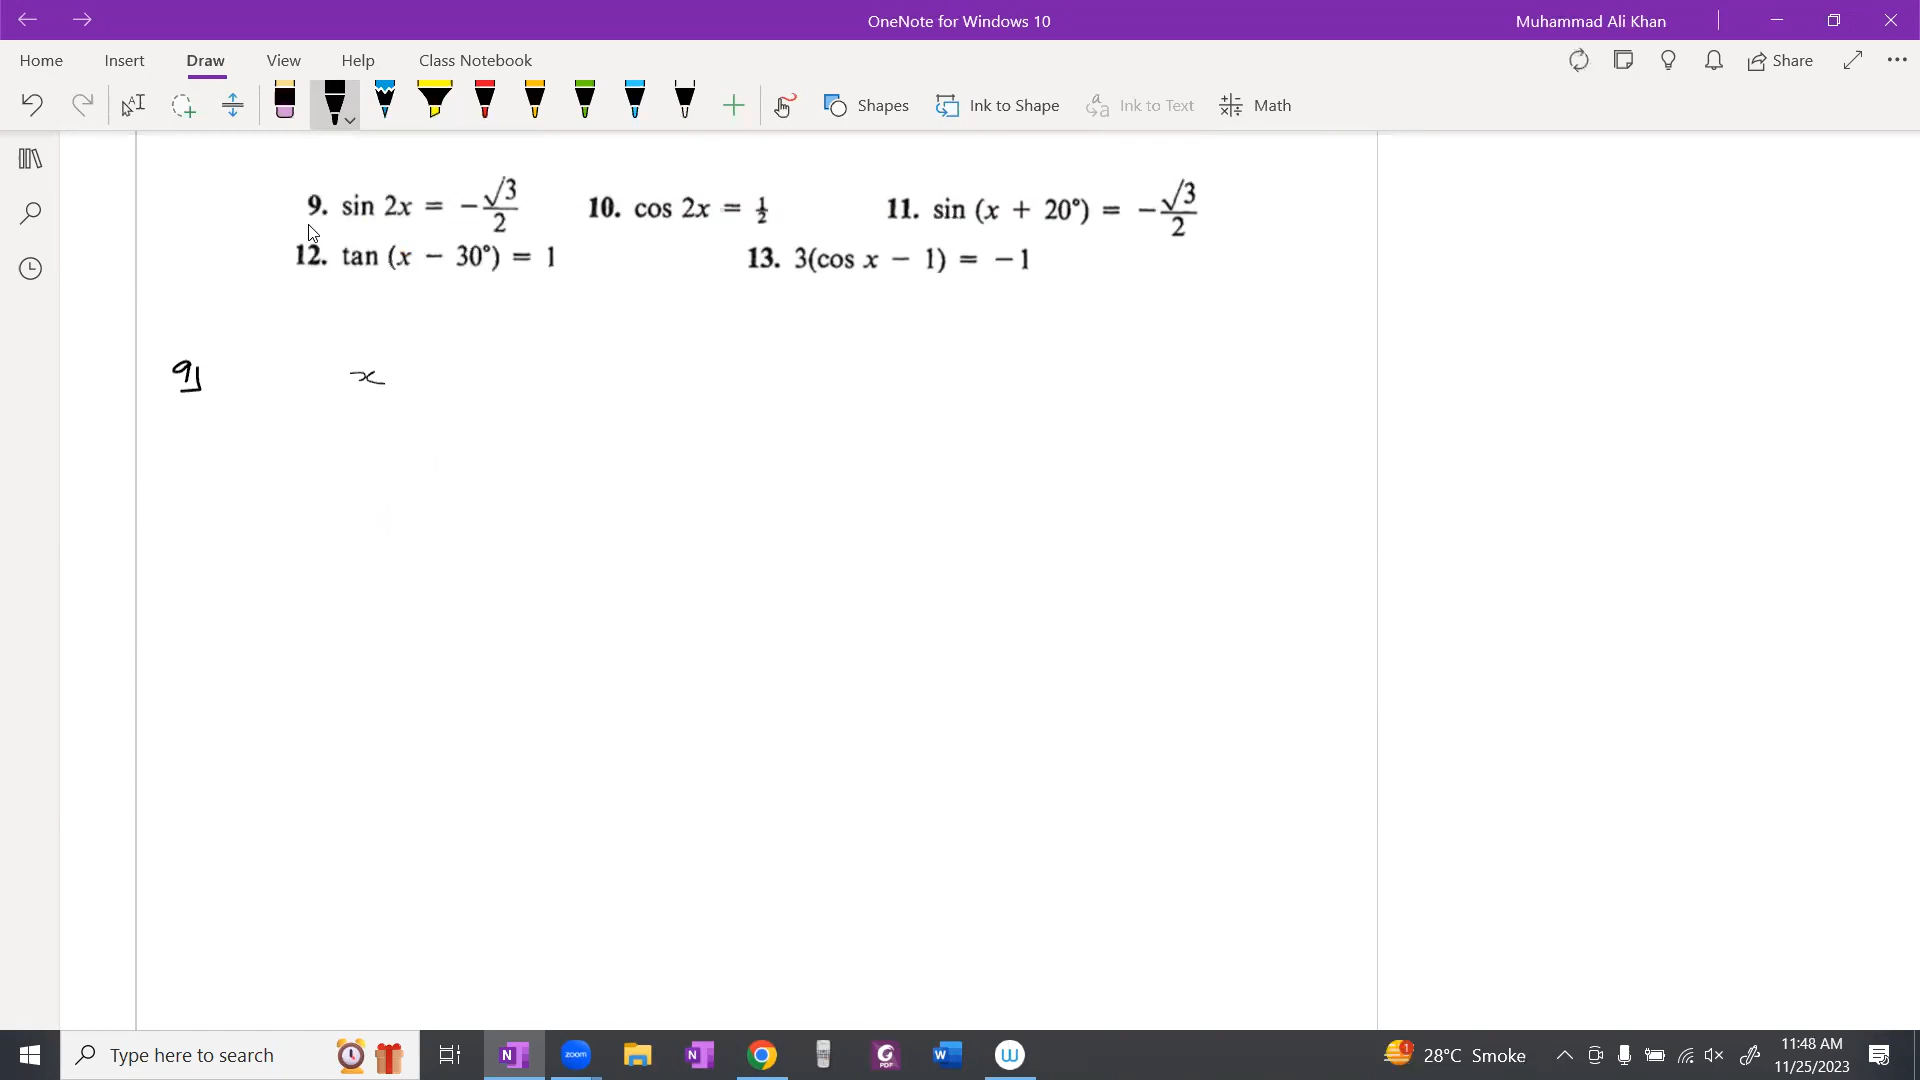 OneNote for Windows 10
Muhammad Ali Khan
Home Insert Draw View Help Class Notebook
Share
Shapes Ink to Shape Ink to Text Math
9. sin 2x = -√3/2 10. cos 2x = 1/2 11. sin (x + 20°) = -√3/2
12. tan (x - 30°) = 1 13. 3(cos x - 1) = -1
9 x
Type here to search
zoom
28°C Smoke
11:48 AM
11/25/2023